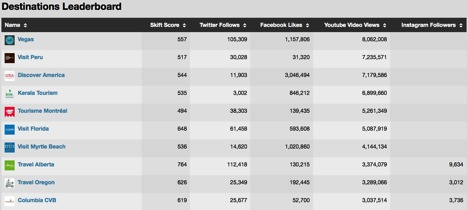 Destinations Leaderboard
Name Skift Score Twitter Follows Facebook Likes Youtube Video Views Instagram Followers
Vegas 557 105,309 1,157,806 8,062,008
Visit Peru 517 30,028 31,320 7,235,571
Discover America 544 11,903 3,046,494 7,179,586
Kerala Tourism 535 3,002 846,212 6,899,660
Tourisme Montréal 494 38,303 139,435 5,261,349
Visit Florida 648 61,458 593,608 5,087,919
Visit Myrtle Beach 536 14,620 1,020,860 4,144,134
Travel Alberta 764 112,418 130,215 3,374,079 9,634
Travel Oregon 626 25,349 192,445 3,289,066 3,012
Columbia CVB 619 25,677 52,700 3,037,514 3,736